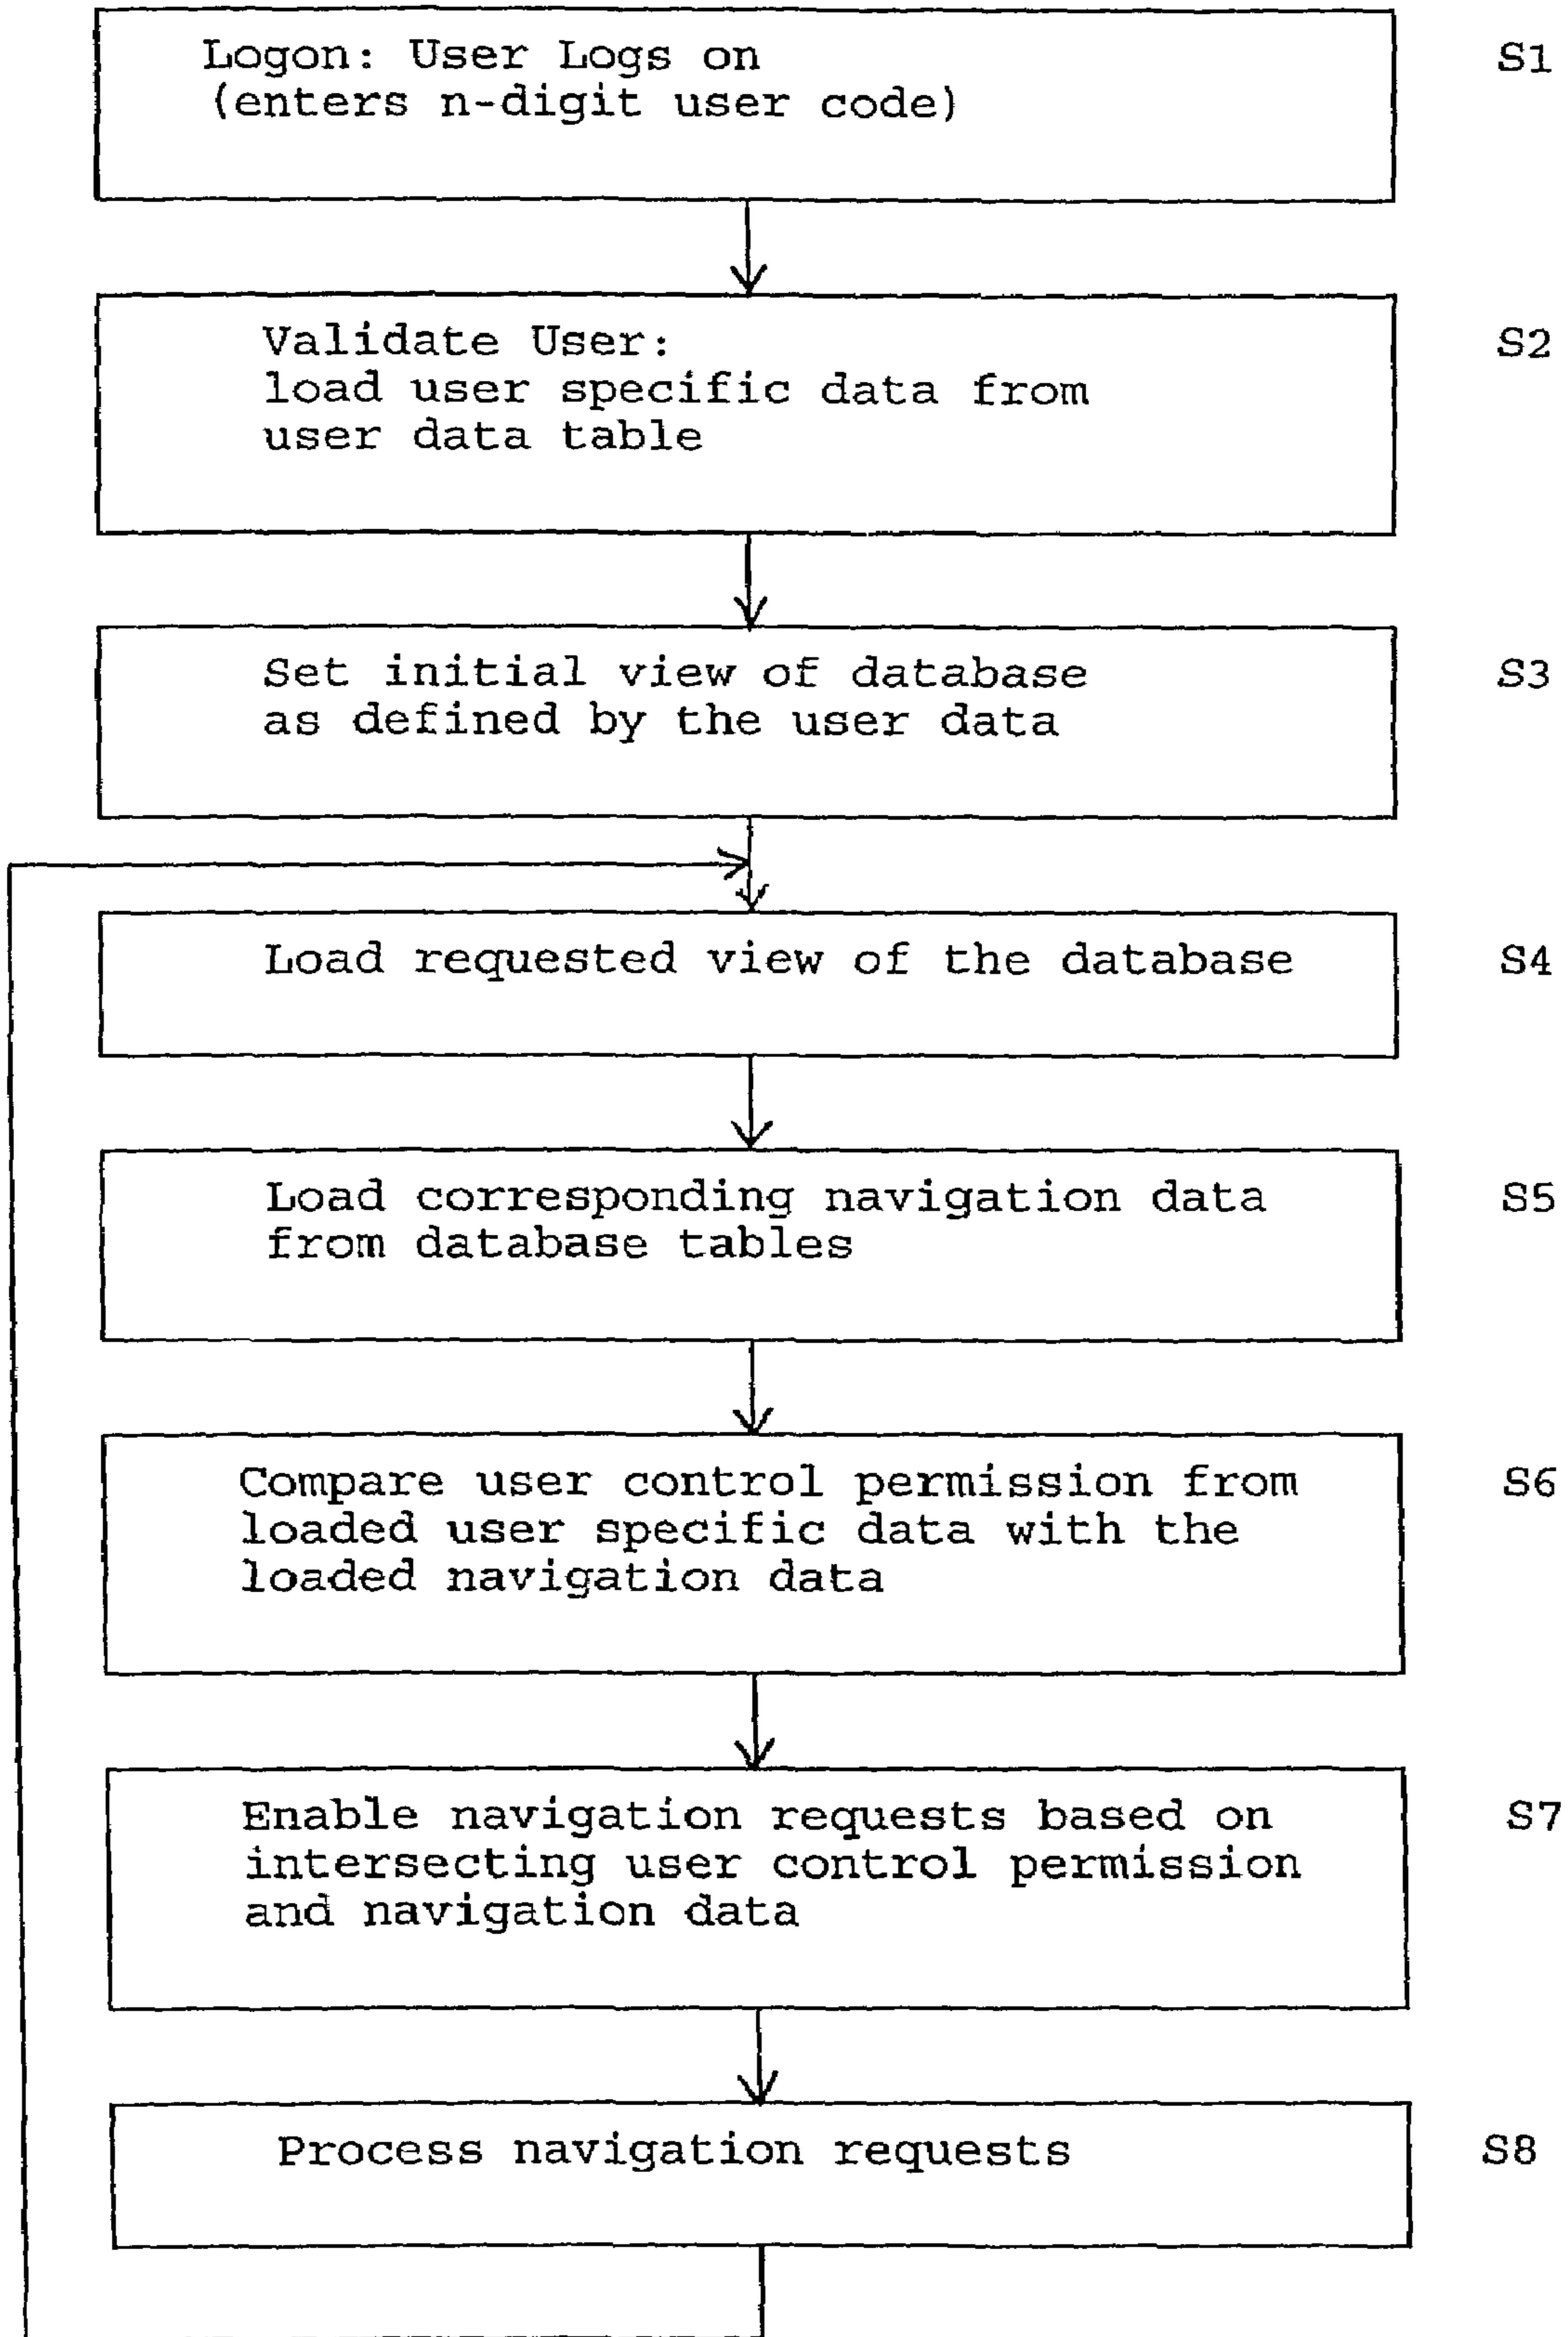 Logon: User Logs on
(enters n-digit user code)
S1
Validate User:
load user specific data from
user data table
S2
Set initial view of database
as defined by the user data
S3
Load requested view of the database
S4
Load corresponding navigation data
from database tables
S5
Compare user control permission from
loaded user specific data with the
loaded navigation data
S6
Enable navigation requests based on
intersecting user control permission
and navigation data
S7
Process navigation requests
S8